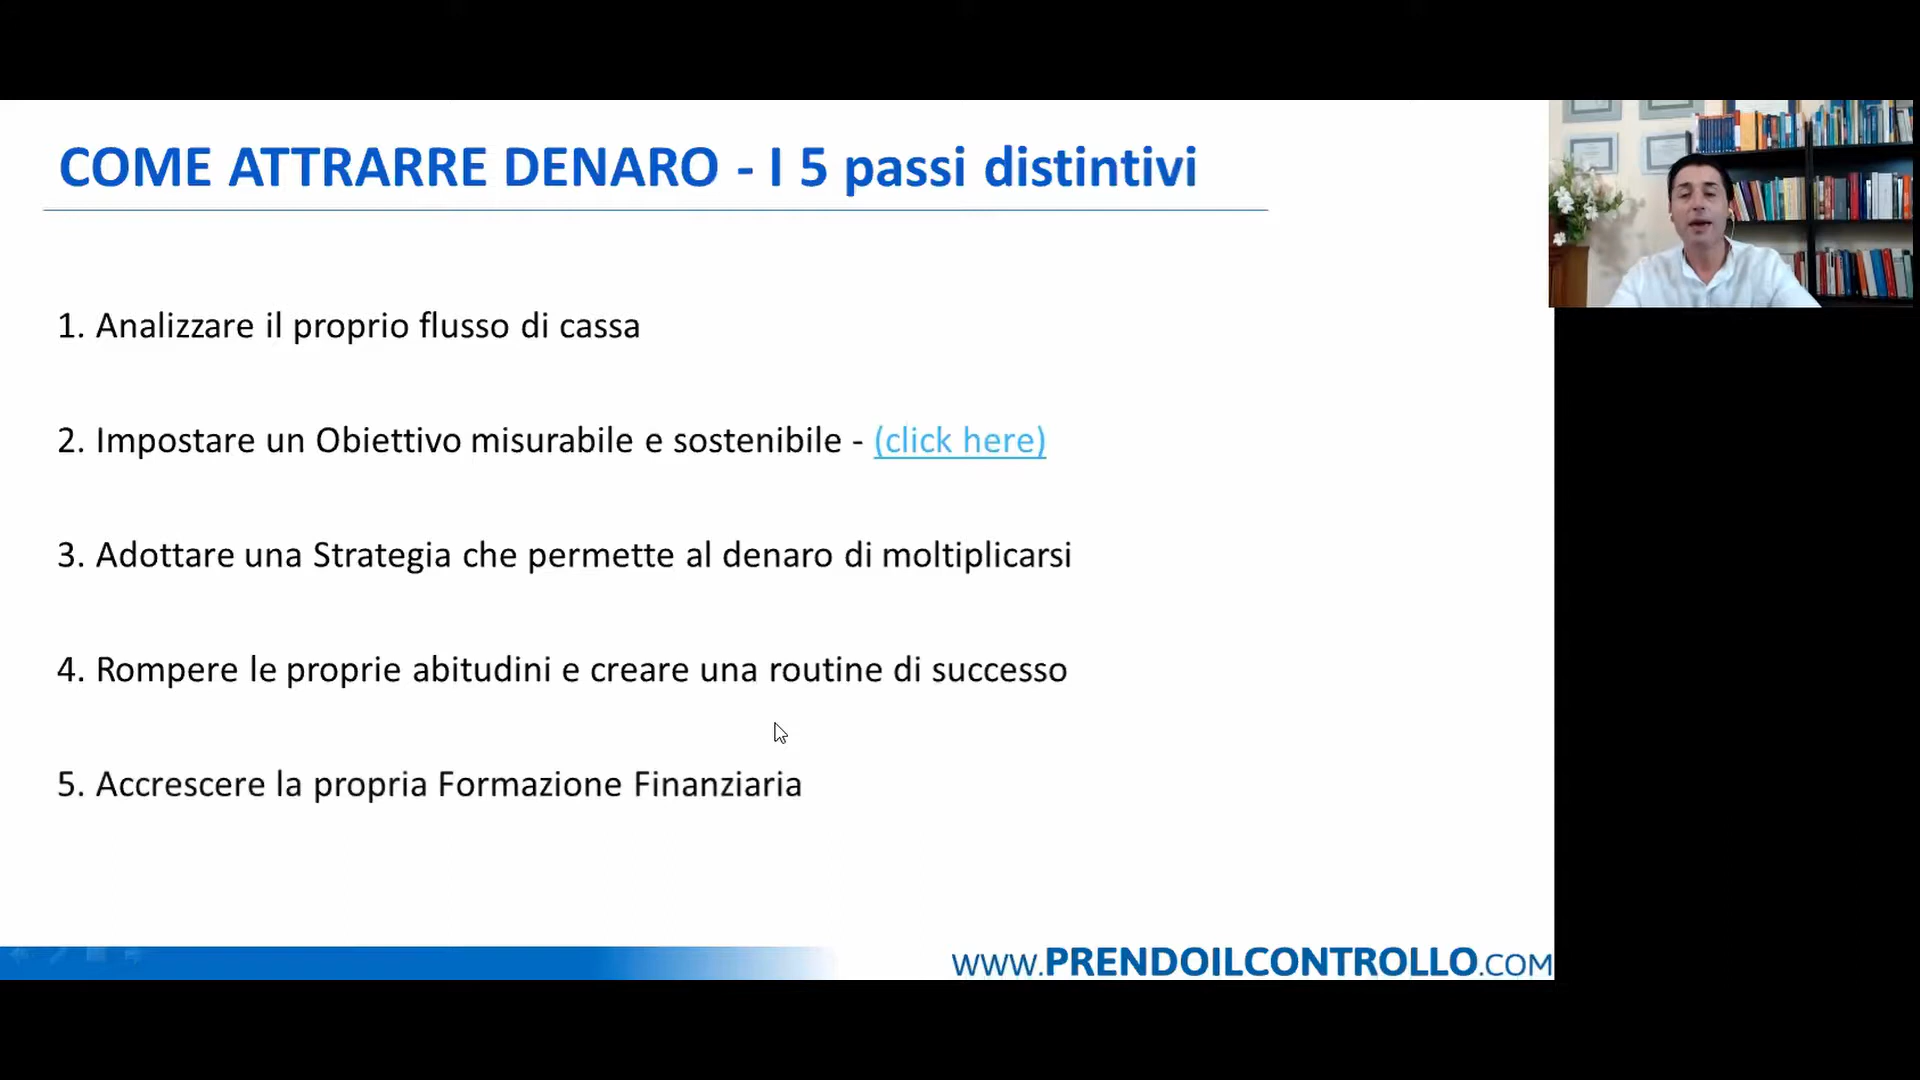 COME ATTRARRE DENARO - I 5 passi distintivi
1. Analizzare il proprio flusso di cassa
2. Impostare un Obiettivo misurabile e sostenibile - (click here)
3. Adottare una Strategia che permette al denaro di moltiplicarsi
4. Rompere le proprie abitudini e creare una routine di successo
5. Accrescere la propria Formazione Finanziaria
WWW.PRENDOILCONTROLLO.COM